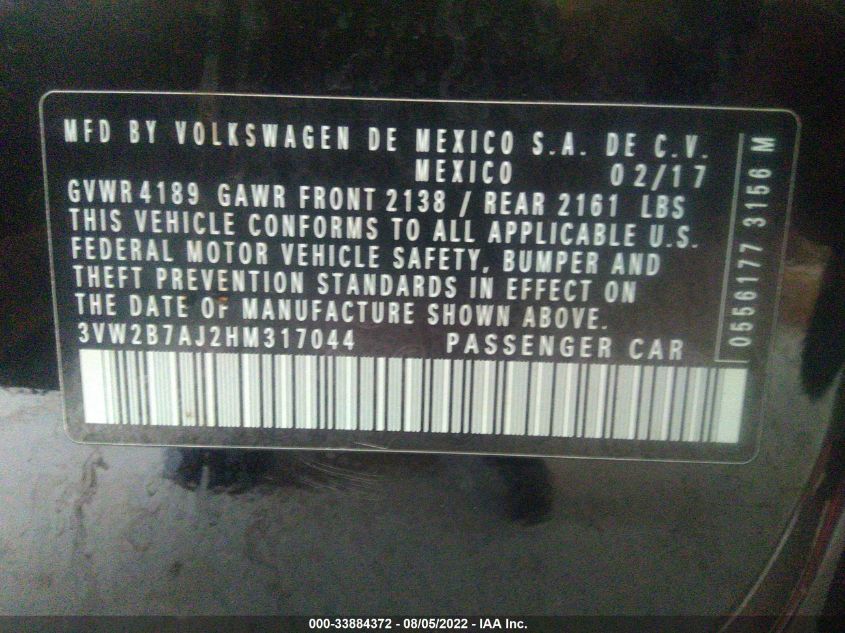 MFD BY VOLKSWAGEN DE MEXICO S.A. DE C.V.
MEXICO 02/17
GVWR 4189 GAWR FRONT 2138 / REAR 2161 LBS
THIS VEHICLE CONFORMS TO ALL APPLICABLE U.S.
FEDERAL MOTOR VEHICLE SAFETY, BUMPER AND
THEFT PREVENTION STANDARDS IN EFFECT ON
THE DATE OF MANUFACTURE SHOWN ABOVE.
3VW2B7AJ2HM317044 PASSENGER CAR
0556177 3156 M
000-33884372 - 08/05/2022 - IAA Inc.